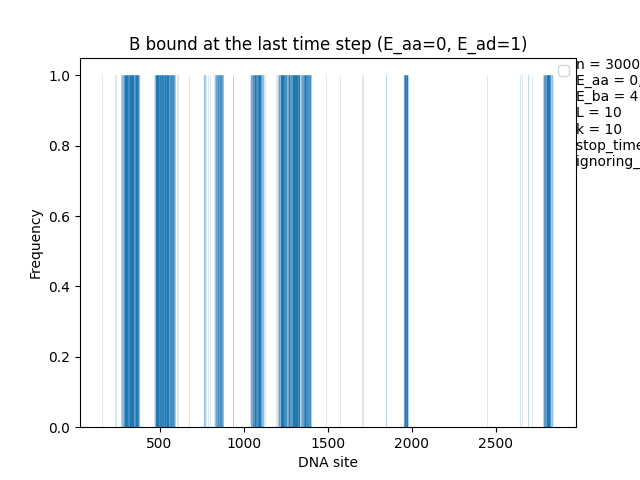 B bound at the last time step (E_aa=0, E_ad=1)
n = 3000
E_aa = 0,
E_ba = 4
L = 10
k = 10
stop_time
ignoring_
Frequency
1.0
0.8
0.6
0.4
0.2
0.0
500
1000
1500
2000
2500
DNA site